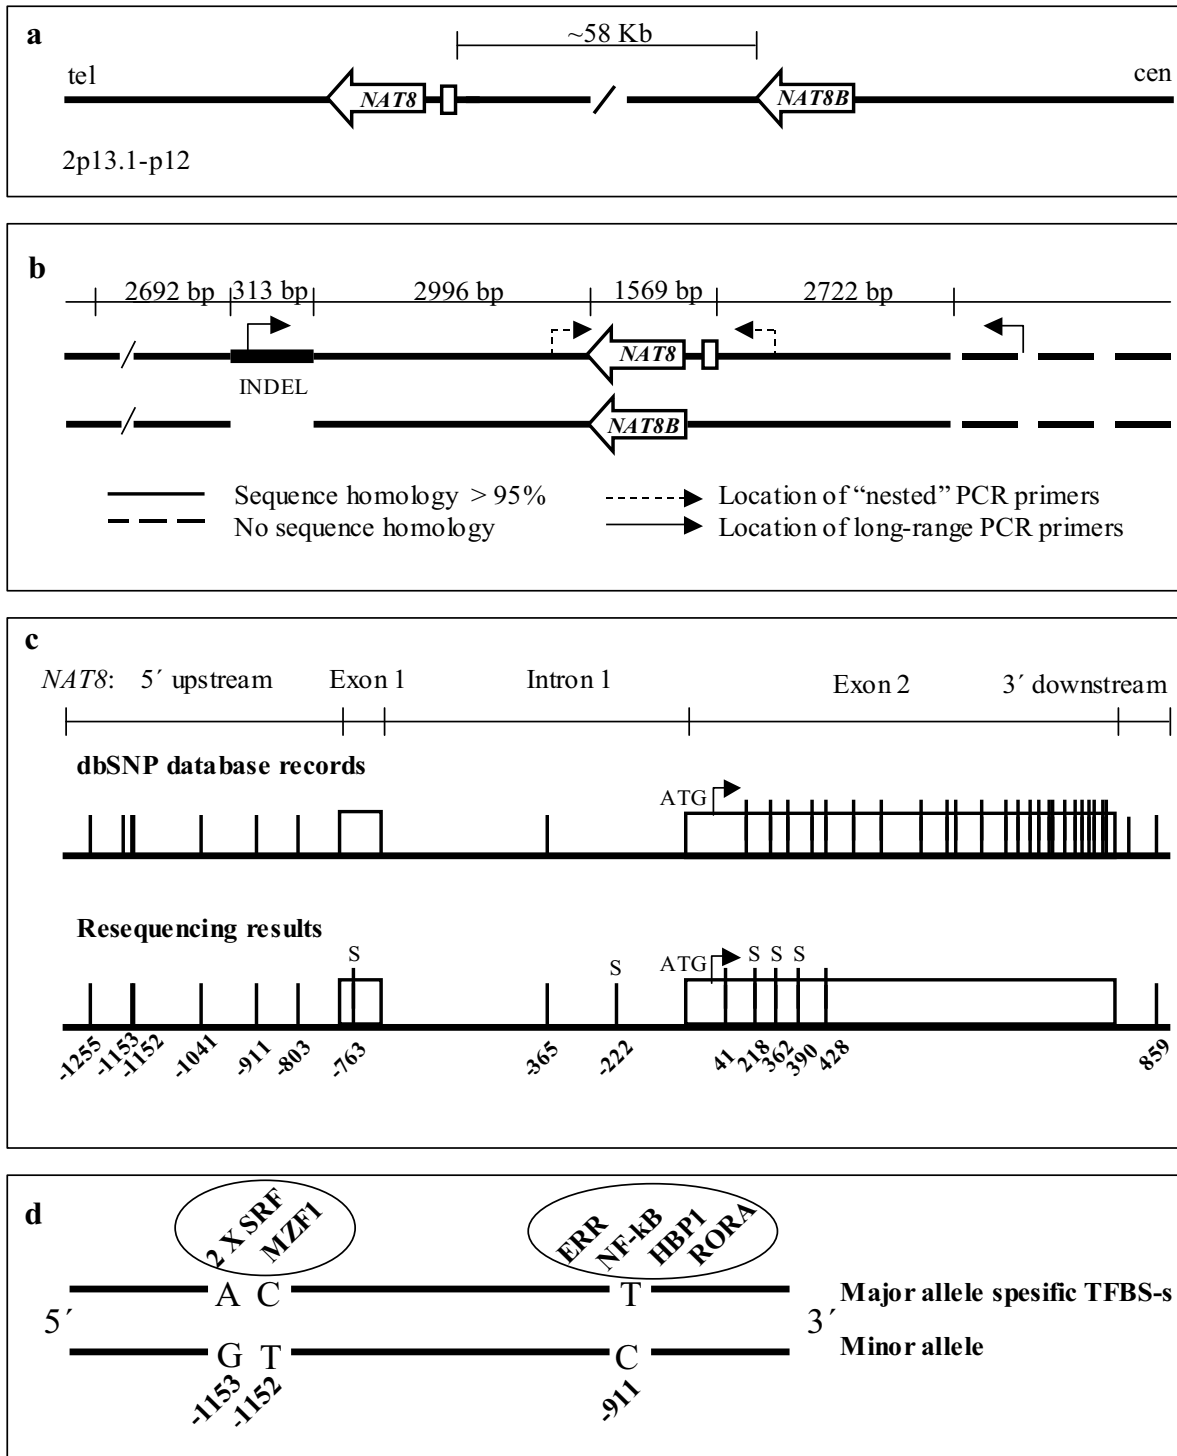 a
~58 Kb
tel
cen
NAT8
NAT8B
2p13.1-p12
b
2692 bp 313 bp 2996 bp 1569 bp 2722 bp
NAT8
INDEL
NAT8B
Sequence homology > 95%
Location of “nested” PCR primers
No sequence homology
Location of long-range PCR primers
c
NAT8: 5´ upstream Exon 1 Intron 1 Exon 2 3´ downstream
dbSNP database records
ATG
Resequencing results
S S ATG S S S
-1255 -1153 -1152 -1041 -911 -803 -763 -365 -222 41 218 362 390 428 859
d
2 X SRF
MZF1
ERR
NF-kB
HBP1
RORA
A C T
Major allele spesific TFBS-s
5´ 3´
Minor allele
G T C
-1153 -1152 -911